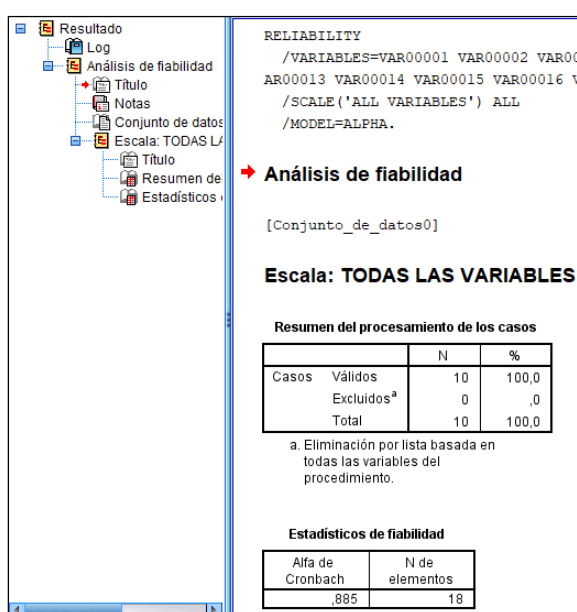 Resultado
Log
Análisis de fiabilidad
Título
Notas
Conjunto de datos
Escala: TODAS LA
Título
Resumen de
Estadísticos
RELIABILITY
/VARIABLES=VAR00001 VAR00002 VAR00
AR00013 VAR00014 VAR00015 VAR00016 V
/SCALE('ALL VARIABLES') ALL
/MODEL=ALPHA.
Análisis de fiabilidad
[Conjunto_de_datos0]
Escala: TODAS LAS VARIABLES
Resumen del procesamiento de los casos
N %
Casos Válidos 10 100,0
Excluidosa 0 ,0
Total 10 100,0
a. Eliminación por lista basada en
todas las variables del
procedimiento.
Estadísticos de fiabilidad
Alfa de N de
Cronbach elementos
,885 18